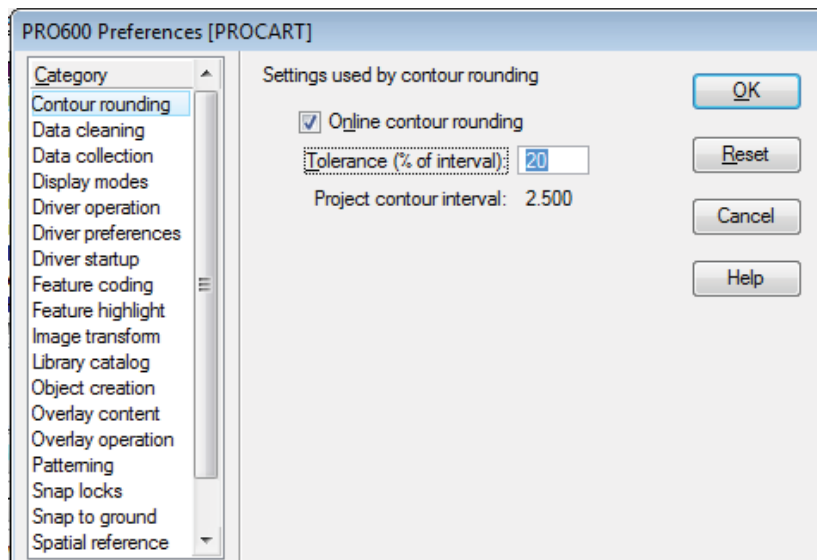 PRO600 Preferences [PROCART]
Category
Contour rounding
Data cleaning
Data collection
Display modes
Driver operation
Driver preferences
Driver startup
Feature coding
Feature highlight
Image transform
Library catalog
Object creation
Overlay content
Overlay operation
Patterning
Snap locks
Snap to ground
Spatial reference
Settings used by contour rounding
Online contour rounding
Tolerance (% of interval): 20
Project contour interval: 2.500
OK
Reset
Cancel
Help